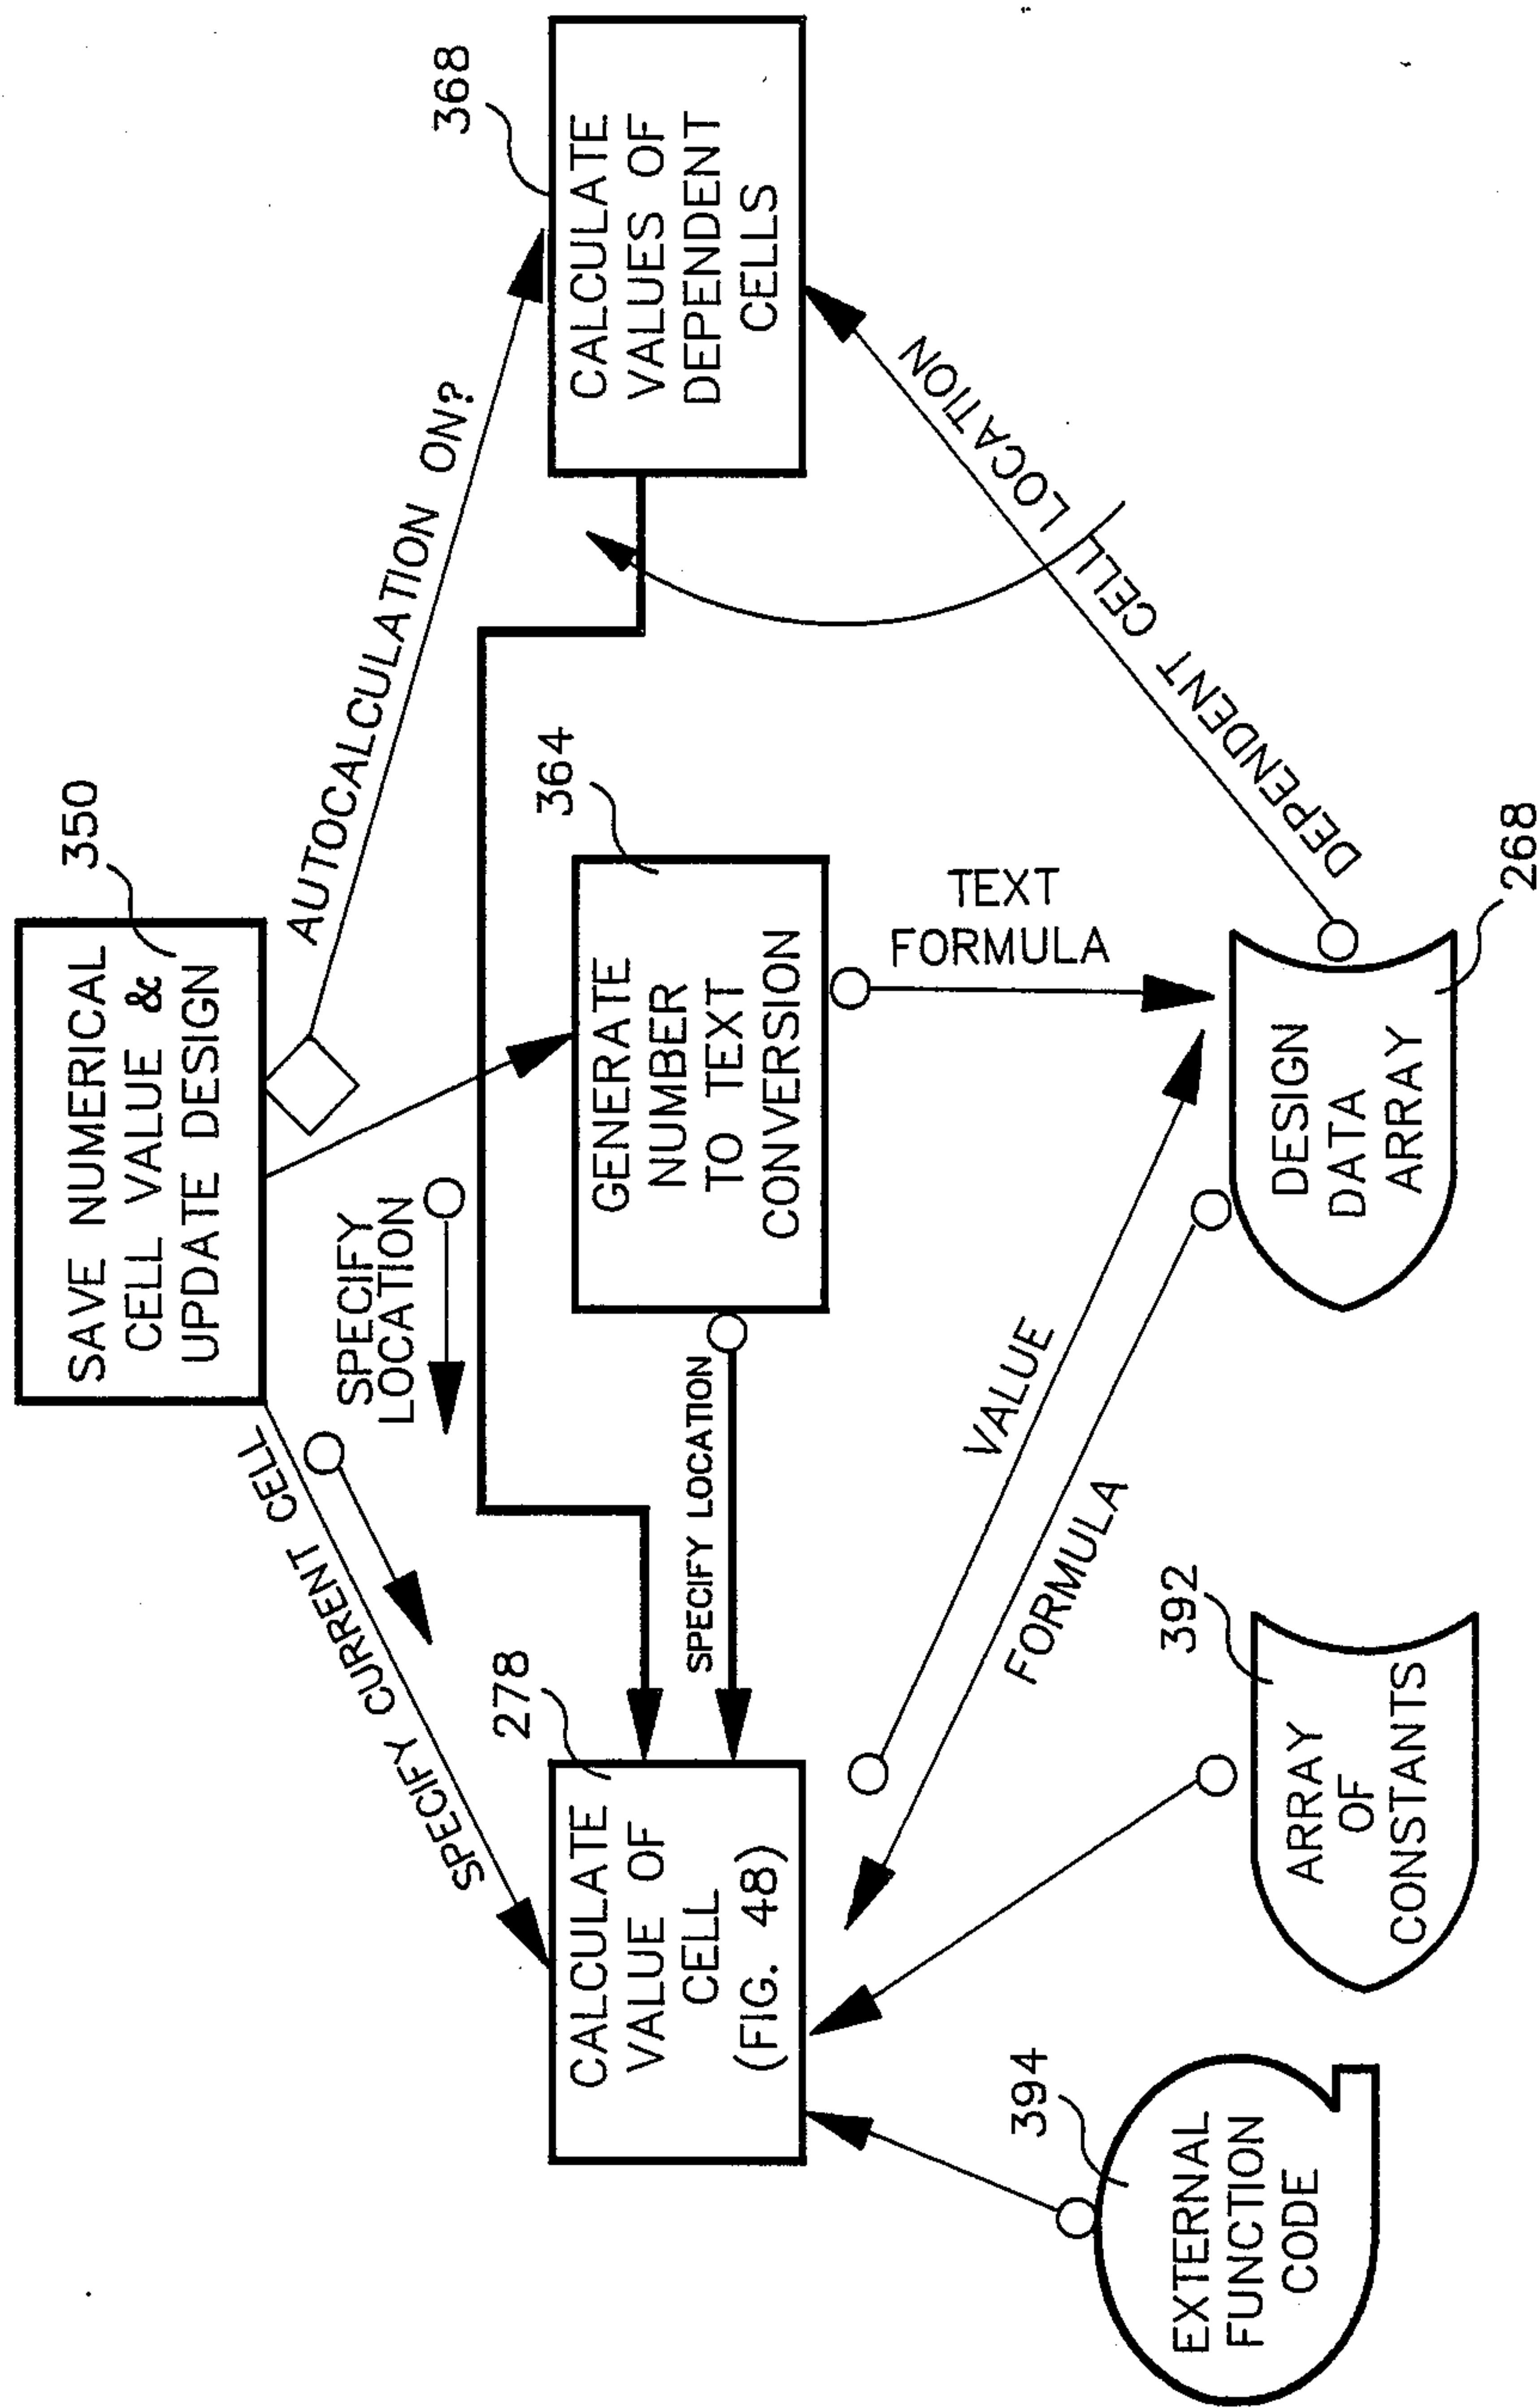 SAVE NUMERICAL
CELL VALUE &
UPDATE DESIGN
350
SPECIFY CURRENT CELL
SPECIFY
LOCATION
AUTOCALCULATION ON?
278
CALCULATE
VALUE OF
CELL
(FIG. 48)
SPECIFY LOCATION
364
GENERATE
NUMBER
TO TEXT
CONVERSION
368
CALCULATE
VALUES OF
DEPENDENT
CELLS
TEXT
FORMULA
VALUE
FORMULA
DEPENDENT CELL LOCATION
394
EXTERNAL
FUNCTION
CODE
392
ARRAY
OF
CONSTANTS
DESIGN
DATA
ARRAY
268